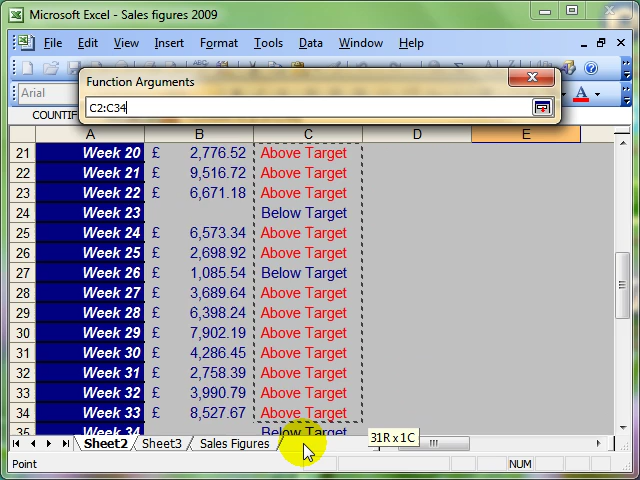 Microsoft Excel - Sales figures 2009
File Edit View Insert Format Tools Data Window Help
Function Arguments
Arial
C2:C34
COUNTIF
A B C D E
21 Week 20 £ 2,776.52 Above Target
22 Week 21 £ 9,516.72 Above Target
23 Week 22 £ 6,671.18 Above Target
24 Week 23 Below Target
25 Week 24 £ 6,573.34 Above Target
26 Week 25 £ 2,698.92 Above Target
27 Week 26 £ 1,085.54 Below Target
28 Week 27 £ 3,689.64 Above Target
29 Week 28 £ 6,398.24 Above Target
30 Week 29 £ 7,902.19 Above Target
31 Week 30 £ 4,286.45 Above Target
32 Week 31 £ 2,758.39 Above Target
33 Week 32 £ 3,990.79 Above Target
34 Week 33 £ 8,527.67 Above Target
35 Week 34 Below Target
31R x 1C
Sheet2 Sheet3 Sales Figures
Point NUM